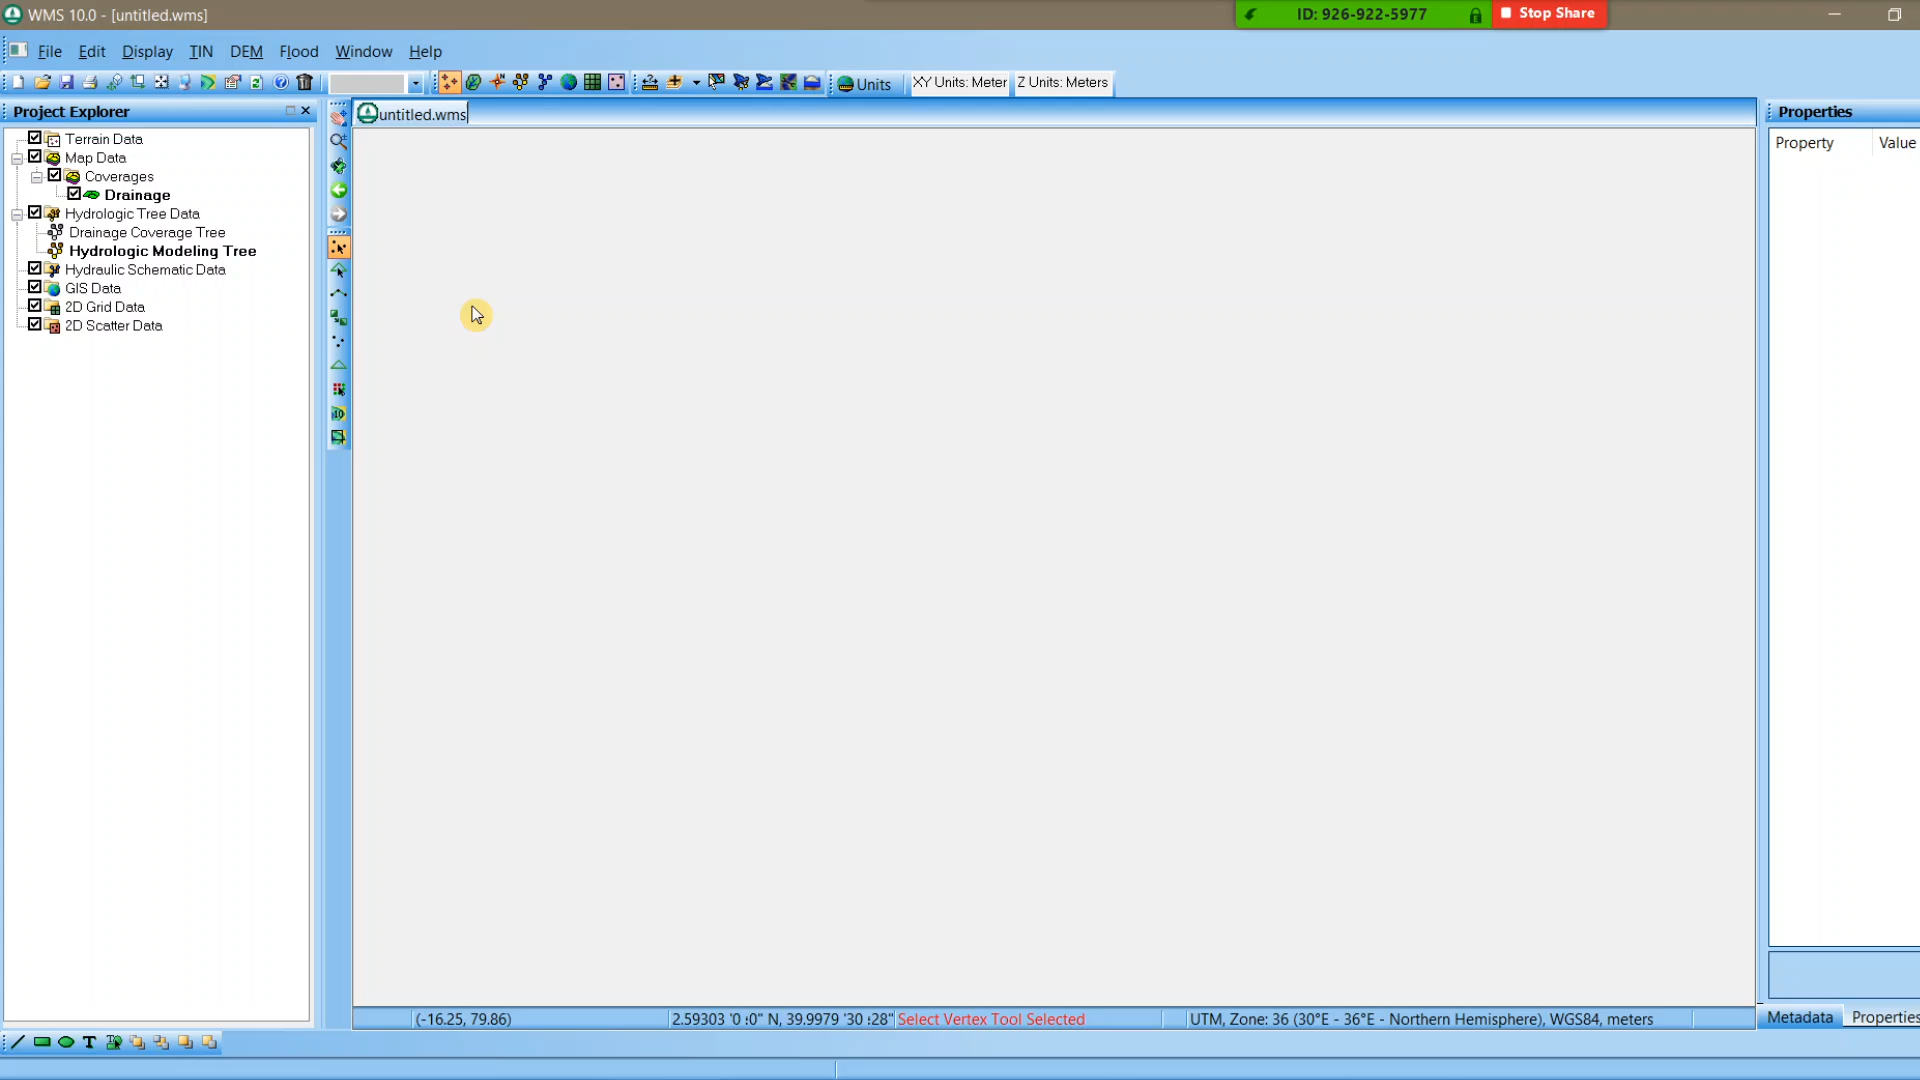 WMS 10.0 - [untitled.wms]
ID: 926-922-5977
Stop Share
File Edit Display TIN DEM Flood Window Help
Units XY Units: Meter Z Units: Meters
Project Explorer
untitled.wms
Properties
Property Value
Terrain Data
Map Data
Coverages
Drainage
Hydrologic Tree Data
Drainage Coverage Tree
Hydrologic Modeling Tree
Hydraulic Schematic Data
GIS Data
2D Grid Data
2D Scatter Data
(-16.25, 79.86) 2.59303 '0 :0" N, 39.9979 '30 :28" Select Vertex Tool Selected UTM, Zone: 36 (30°E - 36°E - Northern Hemisphere), WGS84, meters
Metadata Properties
T